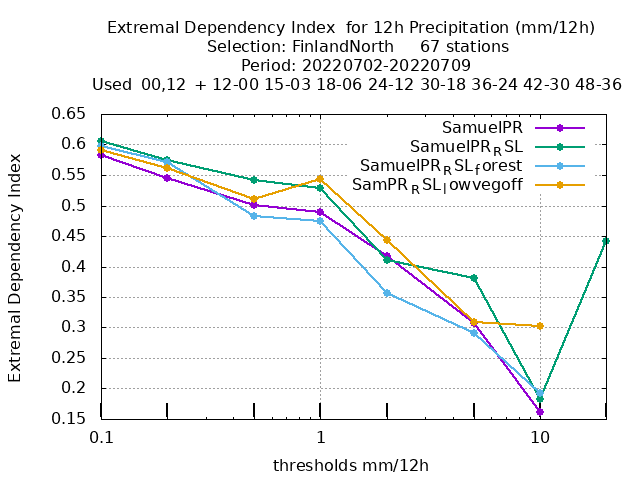 Extremal Dependency Index  for 12h Precipitation (mm/12h)
Selection: FinlandNorth     67 stations
Period: 20220702-20220709
Used  00,12  + 12-00 15-03 18-06 24-12 30-18 36-24 42-30 48-36
Extremal Dependency Index
0.65
0.6
0.55
0.5
0.45
0.4
0.35
0.3
0.25
0.2
0.15
SamuelPR
SamuelPR_RSL
SamuelPR_RSL_forest
SamPR_RSL_lowvegoff
0.1 1 10
thresholds mm/12h